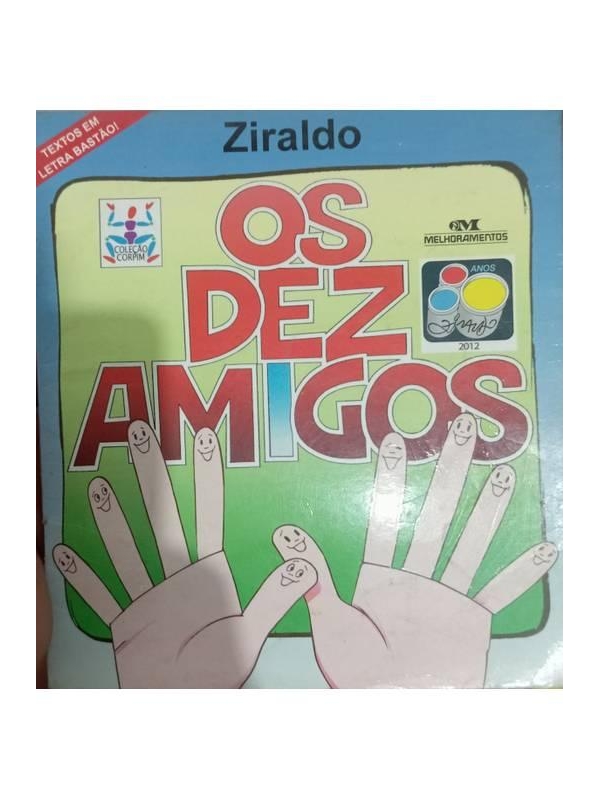 TEXTOS EM
LETRA BASTÃO!
Ziraldo
COLEÇÃO
CORPIM
OS
DEZ
AMIGOS
M
MELHORAMENTOS
ANOS
2012